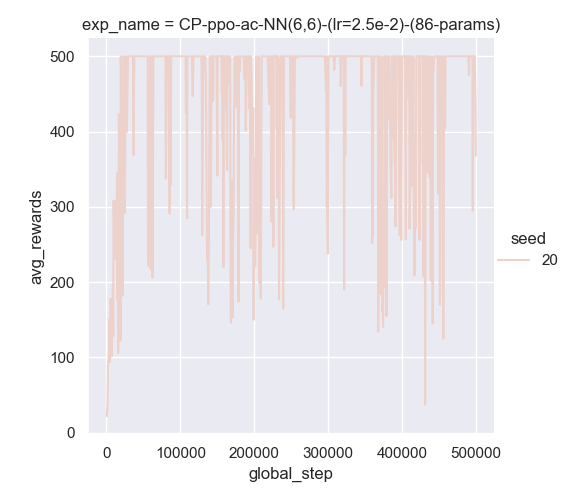 exp_name = CP-ppo-ac-NN(6,6)-(lr=2.5e-2)-(86-params)
500
400
300
200
100
0
avg_rewards
seed
20
0 100000 200000 300000 400000 500000
global_step